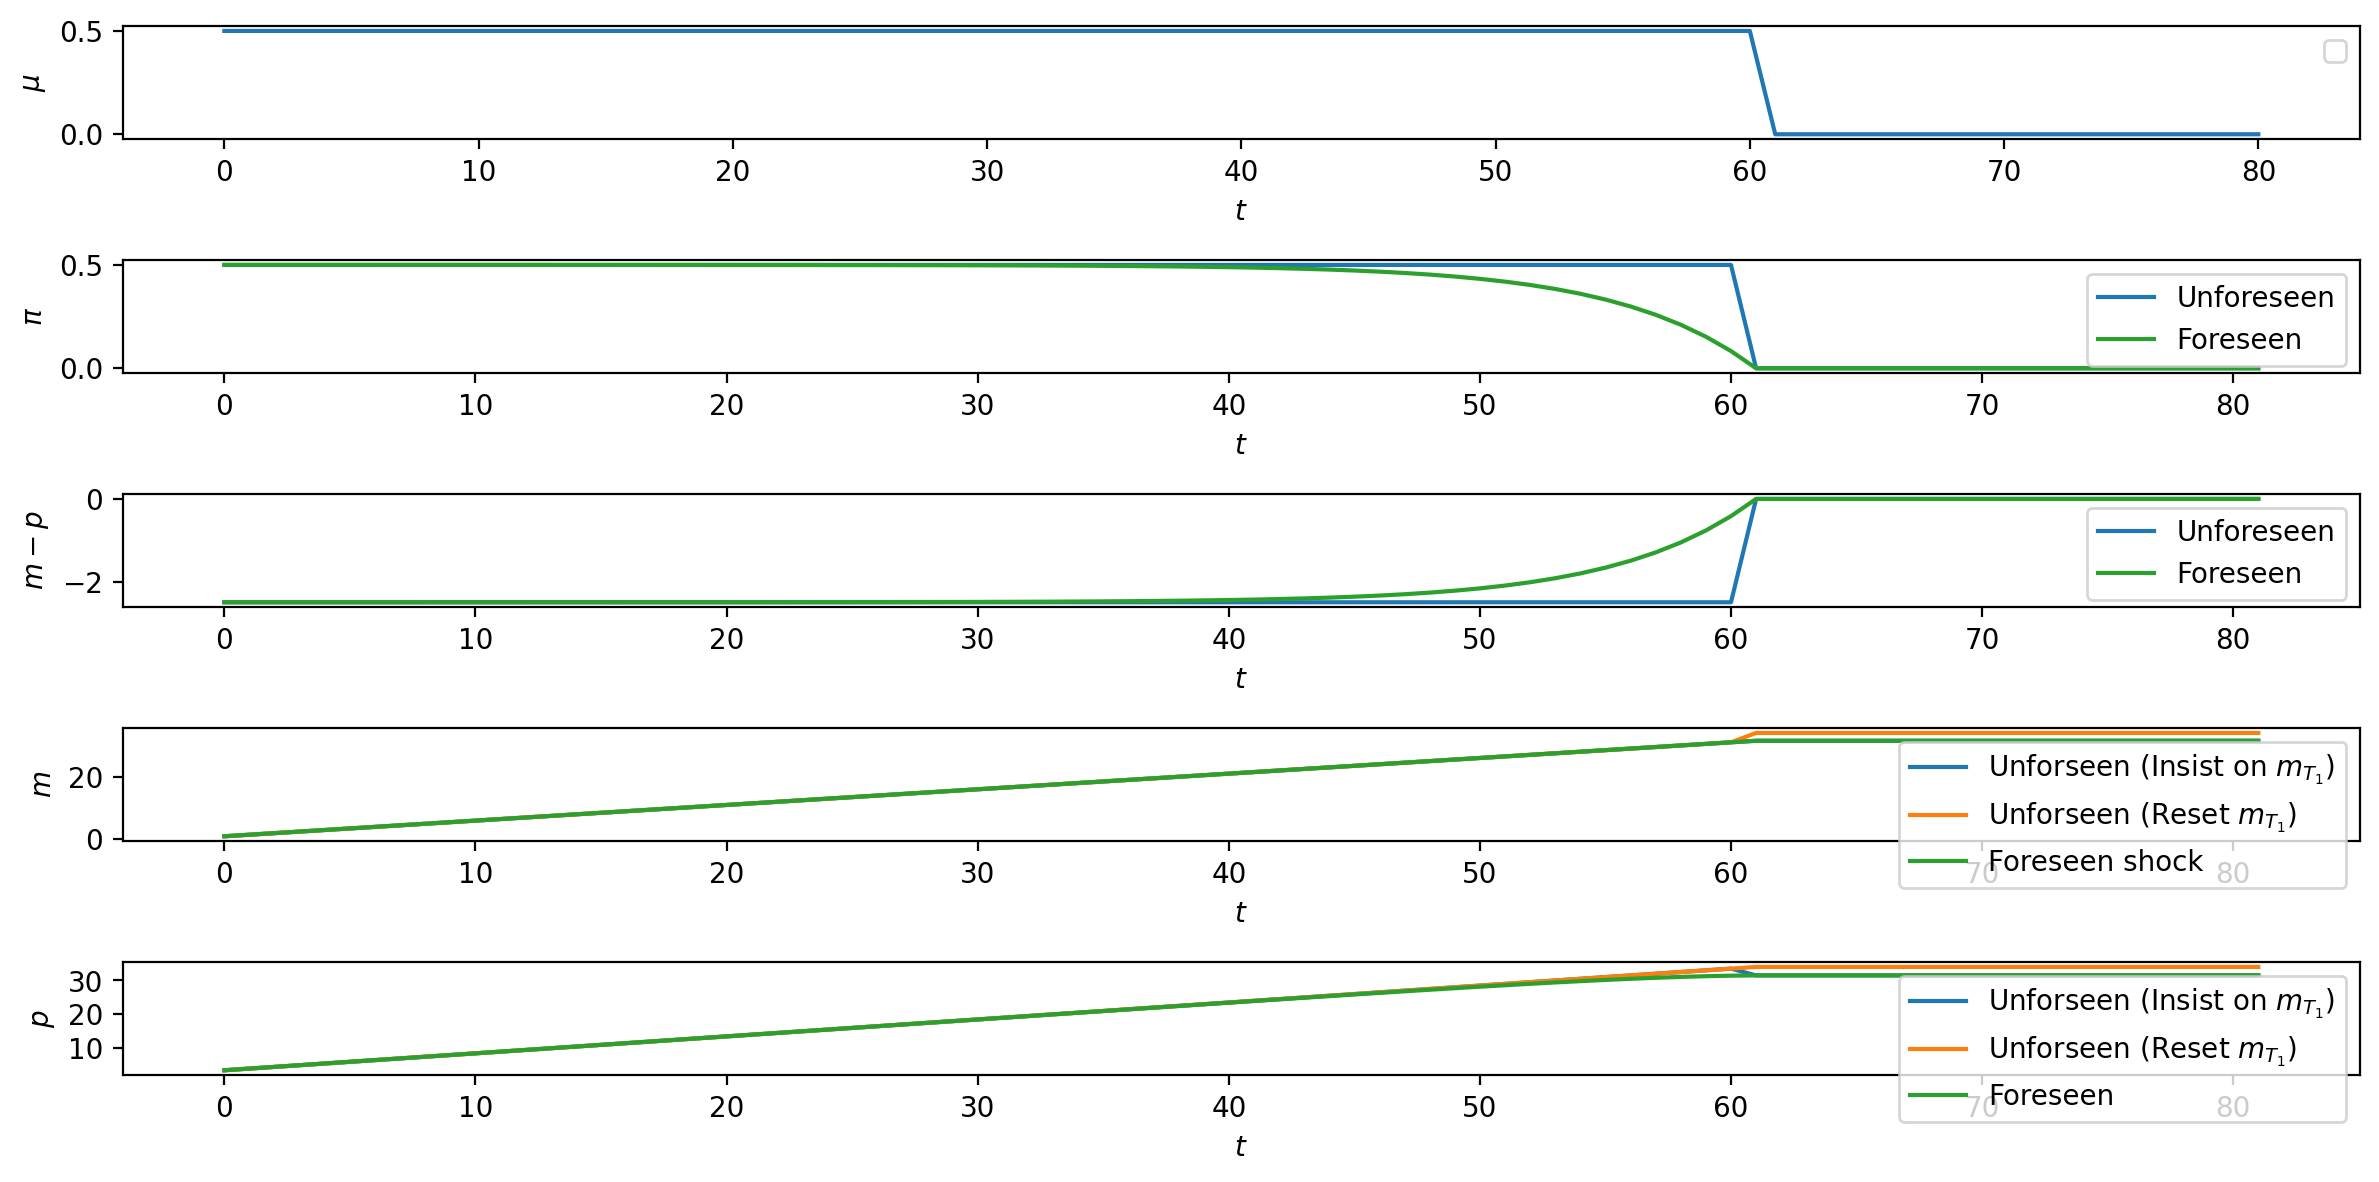 0.5
μ
0.0
0 10 20 30 40 50 60 70 80
t
0.5
π
0.0
Unforeseen
Foreseen
0 10 20 30 40 50 60 70 80
t
0
m − p
−2
Unforeseen
Foreseen
0 10 20 30 40 50 60 70 80
t
20
m
0
Unforseen (Insist on m_{T_1})
Unforseen (Reset m_{T_1})
Foreseen shock
0 10 20 30 40 50 60 70 80
t
30
20
p
10
Unforseen (Insist on m_{T_1})
Unforseen (Reset m_{T_1})
Foreseen
0 10 20 30 40 50 60 70 80
t